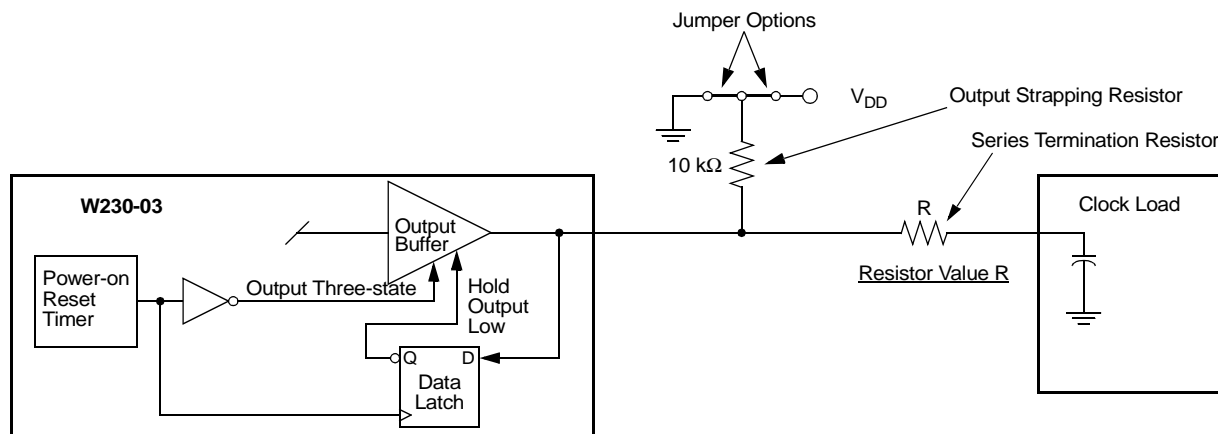 Jumper Options
V_DD
Output Strapping Resistor
Series Termination Resistor
10 kΩ
W230-03
Output
Buffer
R
Clock Load
Power-on
Reset
Timer
Output Three-state
Hold
Output
Low
Resistor Value R
Q
D
Data
Latch